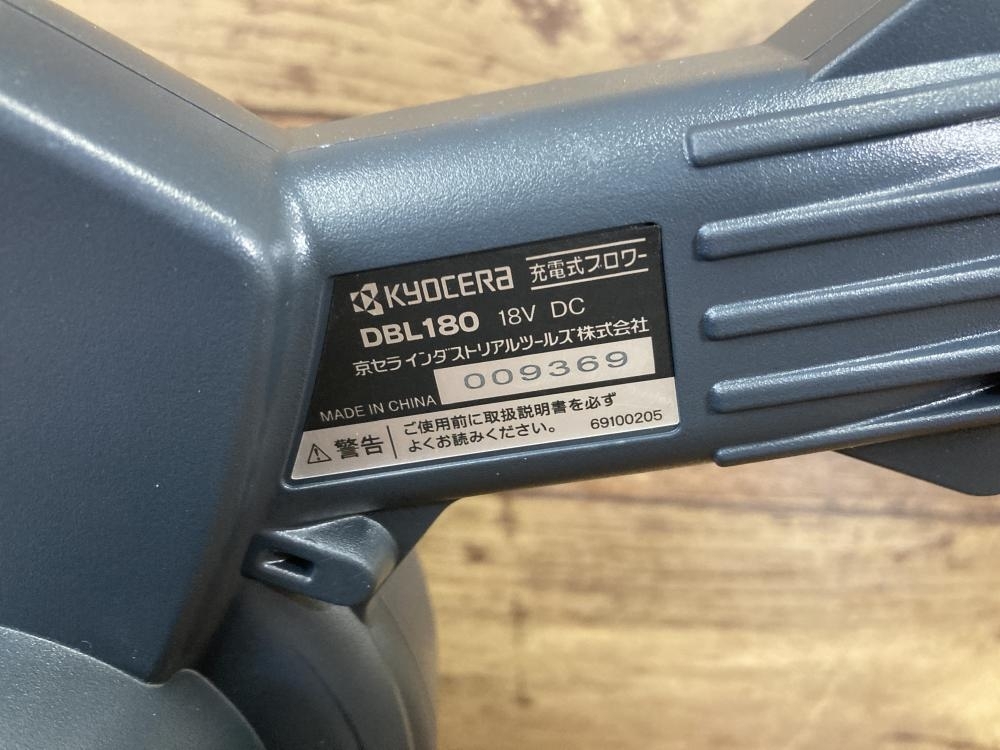 KYOCERA 充電式ブロワー
DBL180 18V DC
京セラインダストリアルツールズ株式会社
009369
MADE IN CHINA
警告
ご使用前に取扱説明書を必ず
よくお読みください。
69100205